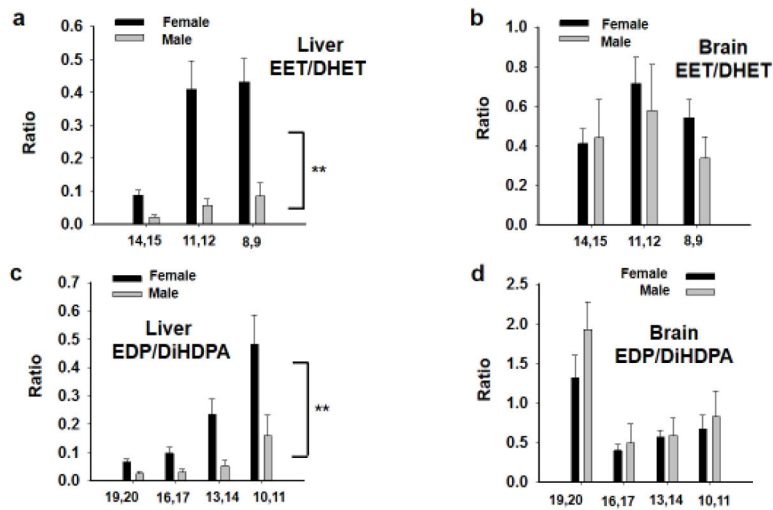 a
Female
Male
Liver
EET/DHET
Ratio
0.6
0.5
0.4
0.3
0.2
0.1
0.0
**
14,15 11,12 8,9
b
Female
Male
Brain
EET/DHET
Ratio
1.0
0.8
0.6
0.4
0.2
0.0
14,15 11,12 8,9
c
Female
Male
Liver
EDP/DiHDPA
Ratio
0.7
0.6
0.5
0.4
0.3
0.2
0.1
0.0
**
19,20 16,17 13,14 10,11
d
Female
Male
Brain
EDP/DiHDPA
Ratio
2.5
2.0
1.5
1.0
0.5
0.0
19,20 16,17 13,14 10,11